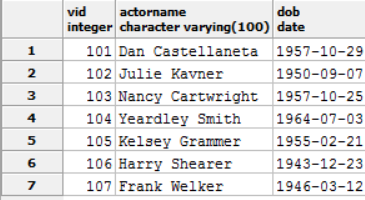 vid actorname dob
integer character varying(100) date
1 101 Dan Castellaneta 1957-10-29
2 102 Julie Kavner 1950-09-07
3 103 Nancy Cartwright 1957-10-25
4 104 Yeardley Smith 1964-07-03
5 105 Kelsey Grammer 1955-02-21
6 106 Harry Shearer 1943-12-23
7 107 Frank Welker 1946-03-12